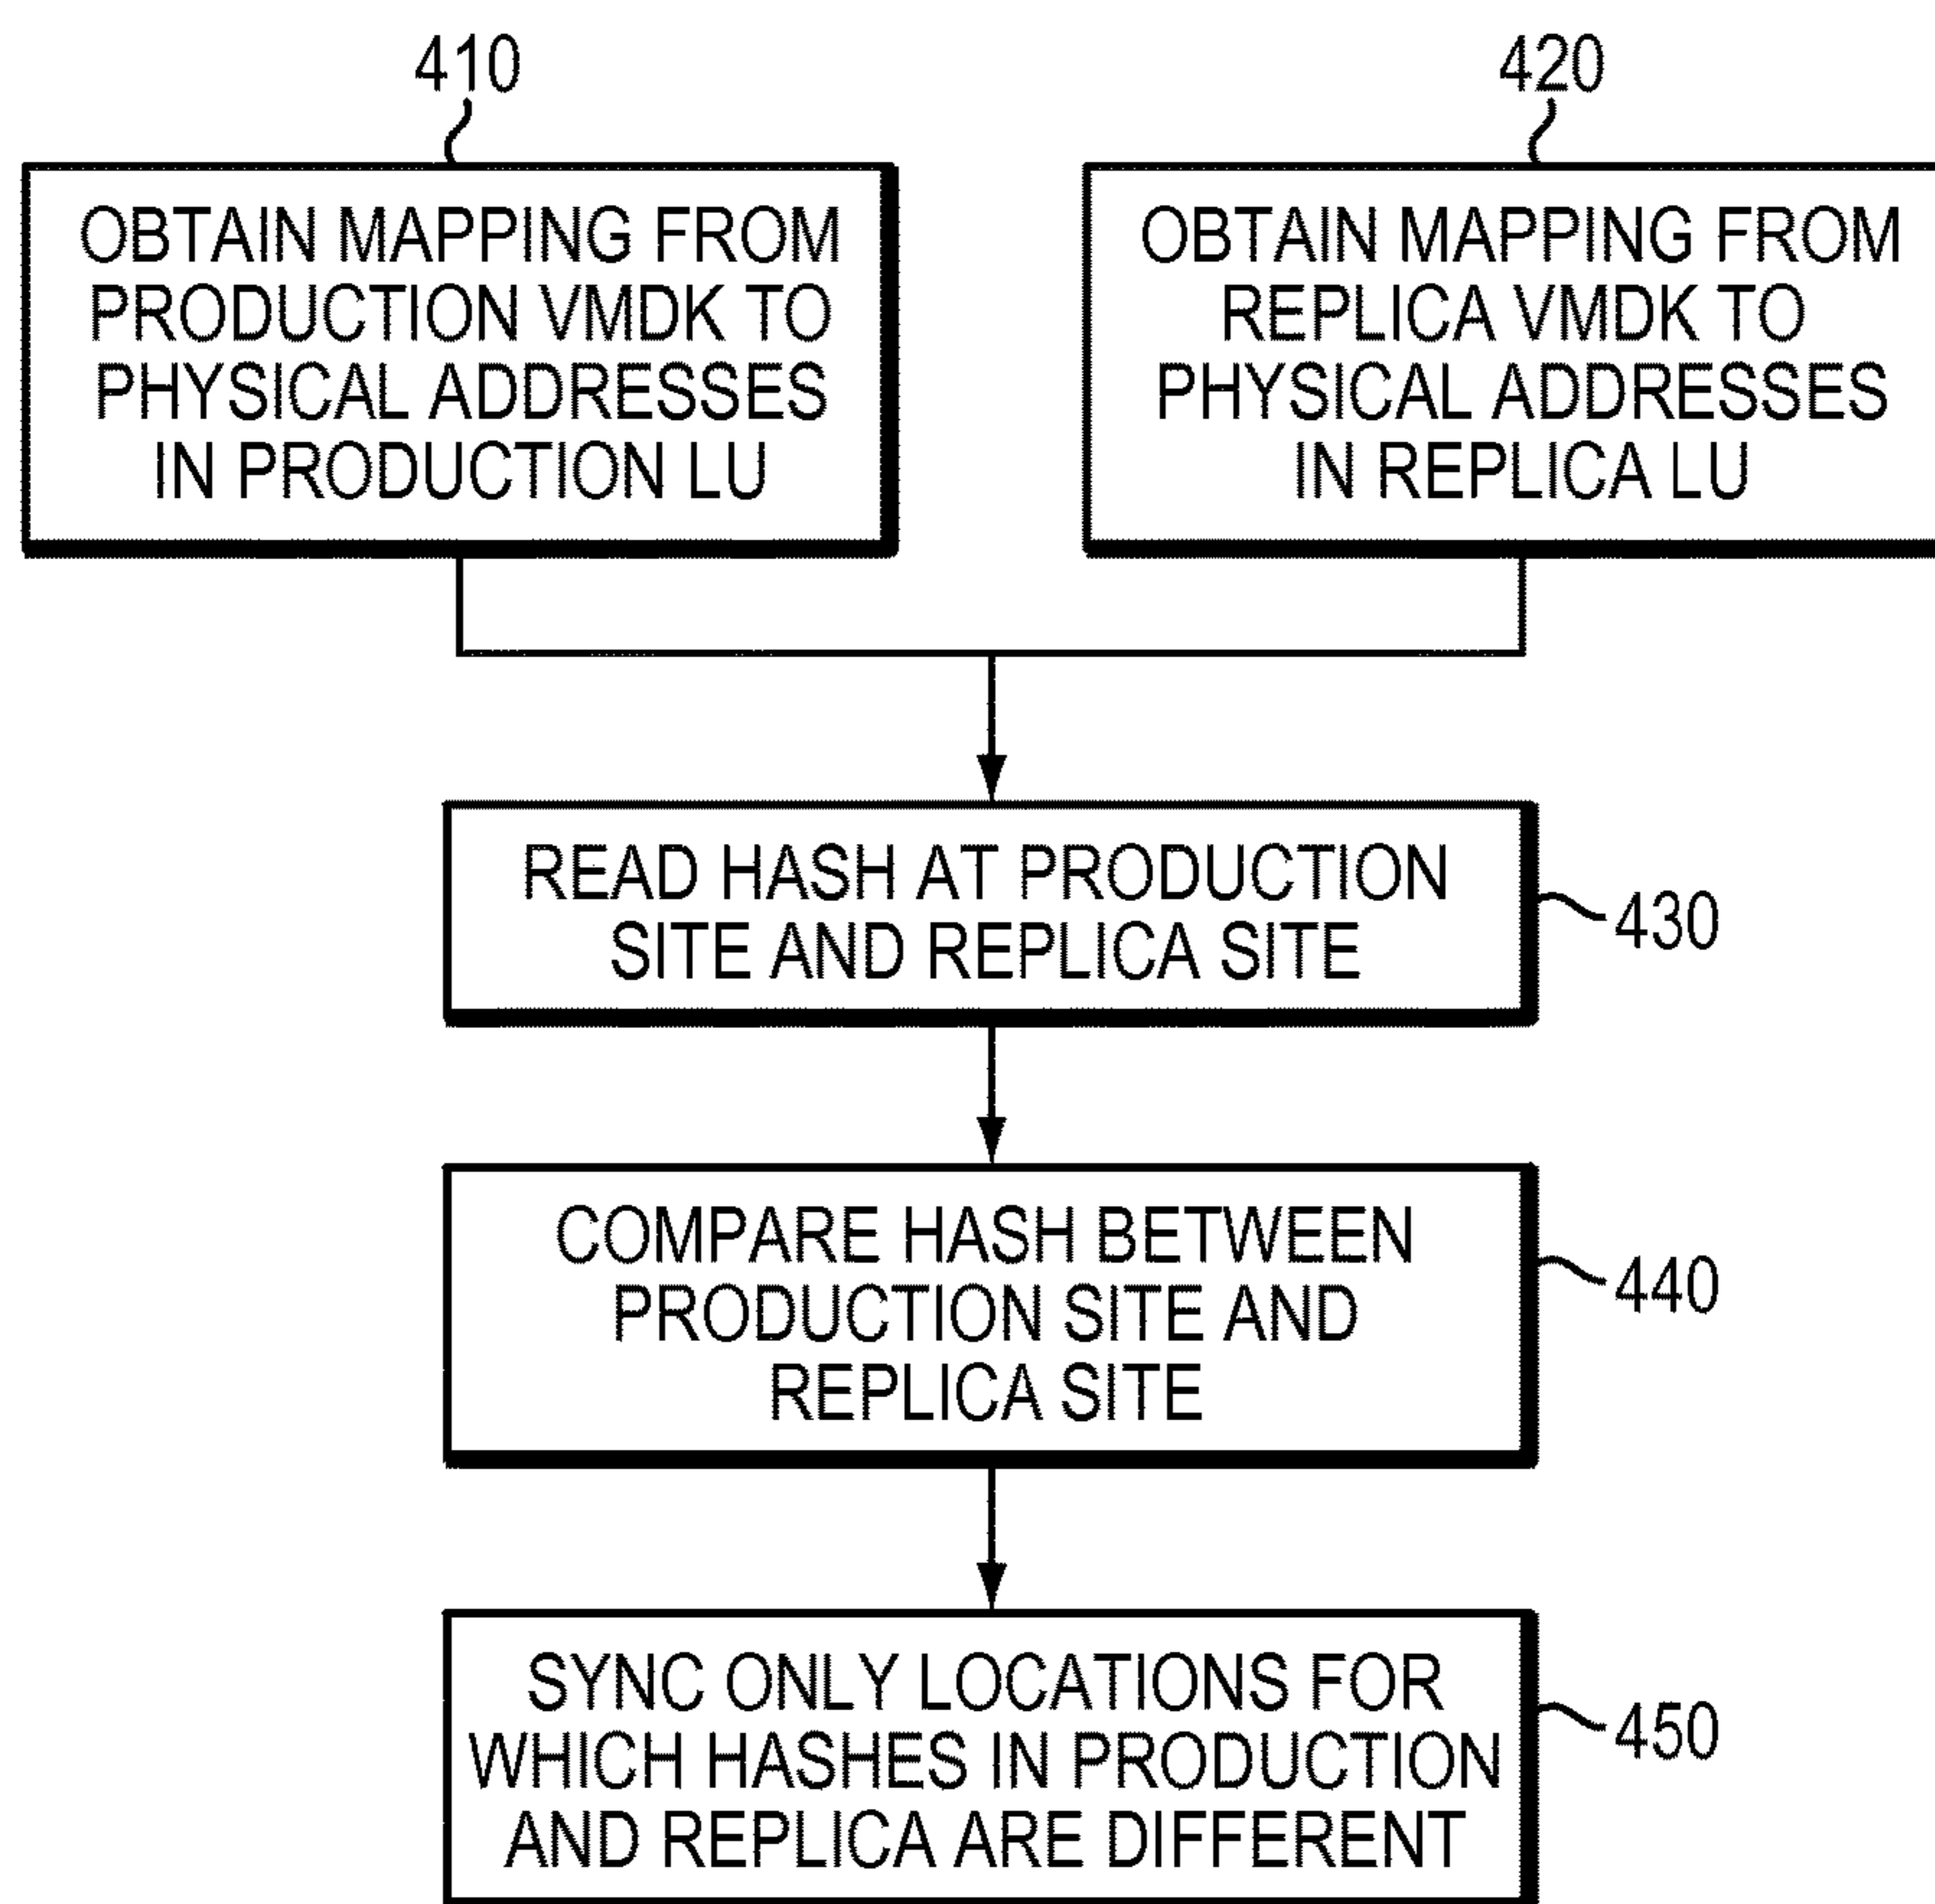 410
OBTAIN MAPPING FROM
PRODUCTION VMDK TO
PHYSICAL ADDRESSES
IN PRODUCTION LU
420
OBTAIN MAPPING FROM
REPLICA VMDK TO
PHYSICAL ADDRESSES
IN REPLICA LU
READ HASH AT PRODUCTION
SITE AND REPLICA SITE
430
COMPARE HASH BETWEEN
PRODUCTION SITE AND
REPLICA SITE
440
SYNC ONLY LOCATIONS FOR
WHICH HASHES IN PRODUCTION
AND REPLICA ARE DIFFERENT
450